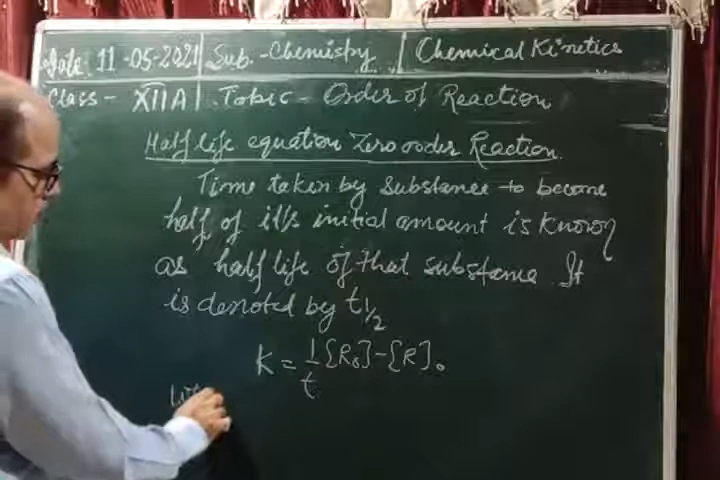 Date 11-05-2021 Sub.-Chemistry Chemical Kinetics
Class- XIIA Tobic- Order of Reaction
Half life equation Zero order Reaction.
Time taken by substance to become
half of it's initial amount is known
as half life of that substance. It
is denoted by t1/2
K = 1/t [R₀]-[R].